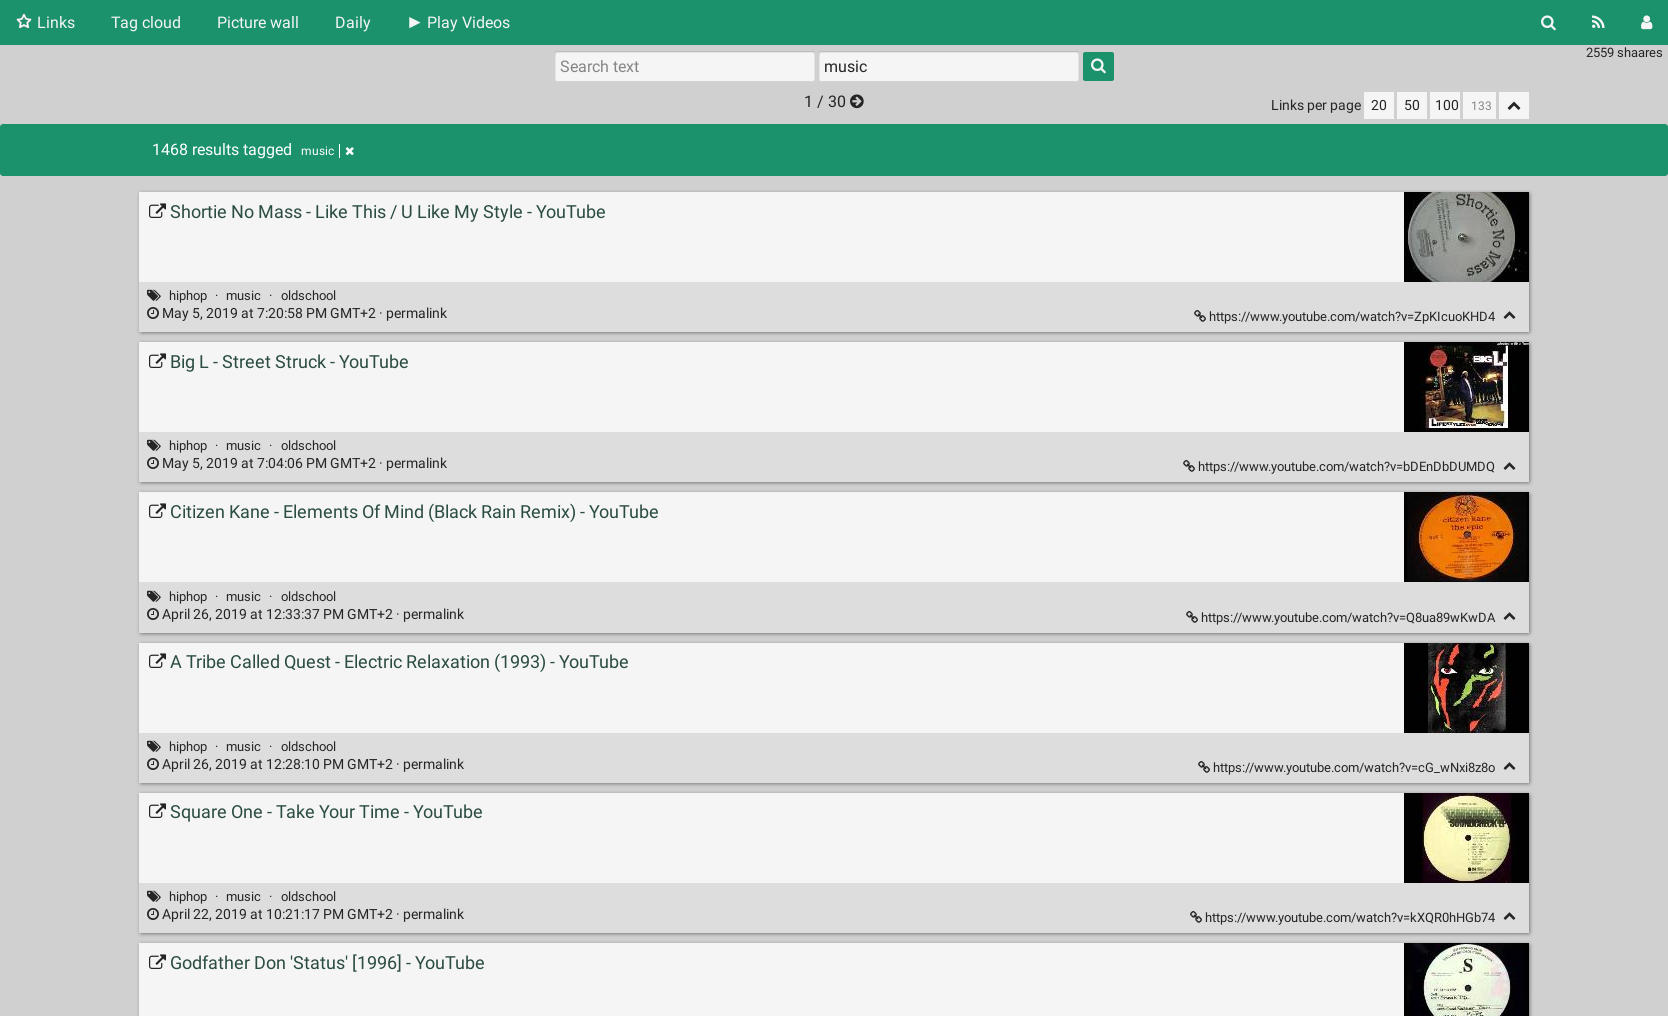 Links Tag cloud Picture wall Daily Play Videos
2559 shaares
Search text music
1 / 30
Links per page 20 50 100 133
1468 results tagged music
Shortie No Mass - Like This / U Like My Style - YouTube
Shortie No Mass
hiphop · music · oldschool
May 5, 2019 at 7:20:58 PM GMT+2 · permalink
https://www.youtube.com/watch?v=ZpKIcuoKHD4
Big L - Street Struck - YouTube
BIG L
hiphop · music · oldschool
May 5, 2019 at 7:04:06 PM GMT+2 · permalink
https://www.youtube.com/watch?v=bDEnDbDUMDQ
Citizen Kane - Elements Of Mind (Black Rain Remix) - YouTube
citizen kane
the epic
hiphop · music · oldschool
April 26, 2019 at 12:33:37 PM GMT+2 · permalink
https://www.youtube.com/watch?v=Q8ua89wKwDA
A Tribe Called Quest - Electric Relaxation (1993) - YouTube
hiphop · music · oldschool
April 26, 2019 at 12:28:10 PM GMT+2 · permalink
https://www.youtube.com/watch?v=cG_wNxi8z8o
Square One - Take Your Time - YouTube
hiphop · music · oldschool
April 22, 2019 at 10:21:17 PM GMT+2 · permalink
https://www.youtube.com/watch?v=kXQR0hHGb74
Godfather Don 'Status' [1996] - YouTube
S